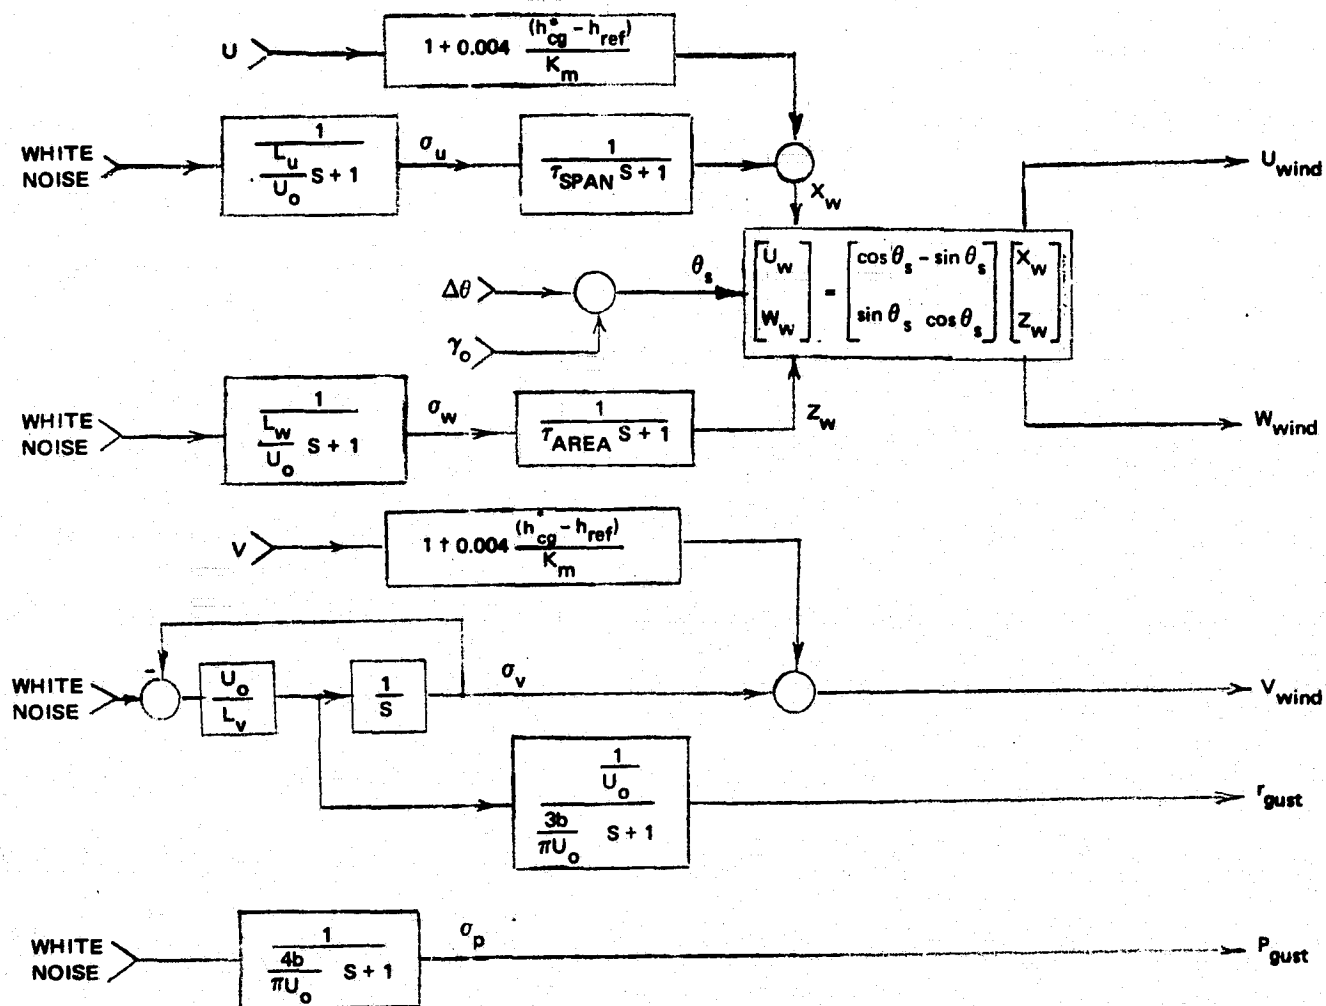 U
1 + 0.004 (h*cg - href)
Km
WHITE
NOISE
1
Lu
Uo
S + 1
σu
1
τSPAN S + 1
Xw
Uwind
Δθ
γo
θs
[Uw] = [cos θs - sin θs] [Xw]
[Ww] [sin θs cos θs] [Zw]
WHITE
NOISE
1
Lw
Uo
S + 1
σw
1
τAREA S + 1
Zw
Wwind
V
1 + 0.004 (h*cg - href)
Km
WHITE
NOISE
-
Uo
Lv
1
S
σv
Vwind
1
Uo
3b
πUo
S + 1
rgust
WHITE
NOISE
1
4b
πUo
S + 1
σp
Pgust